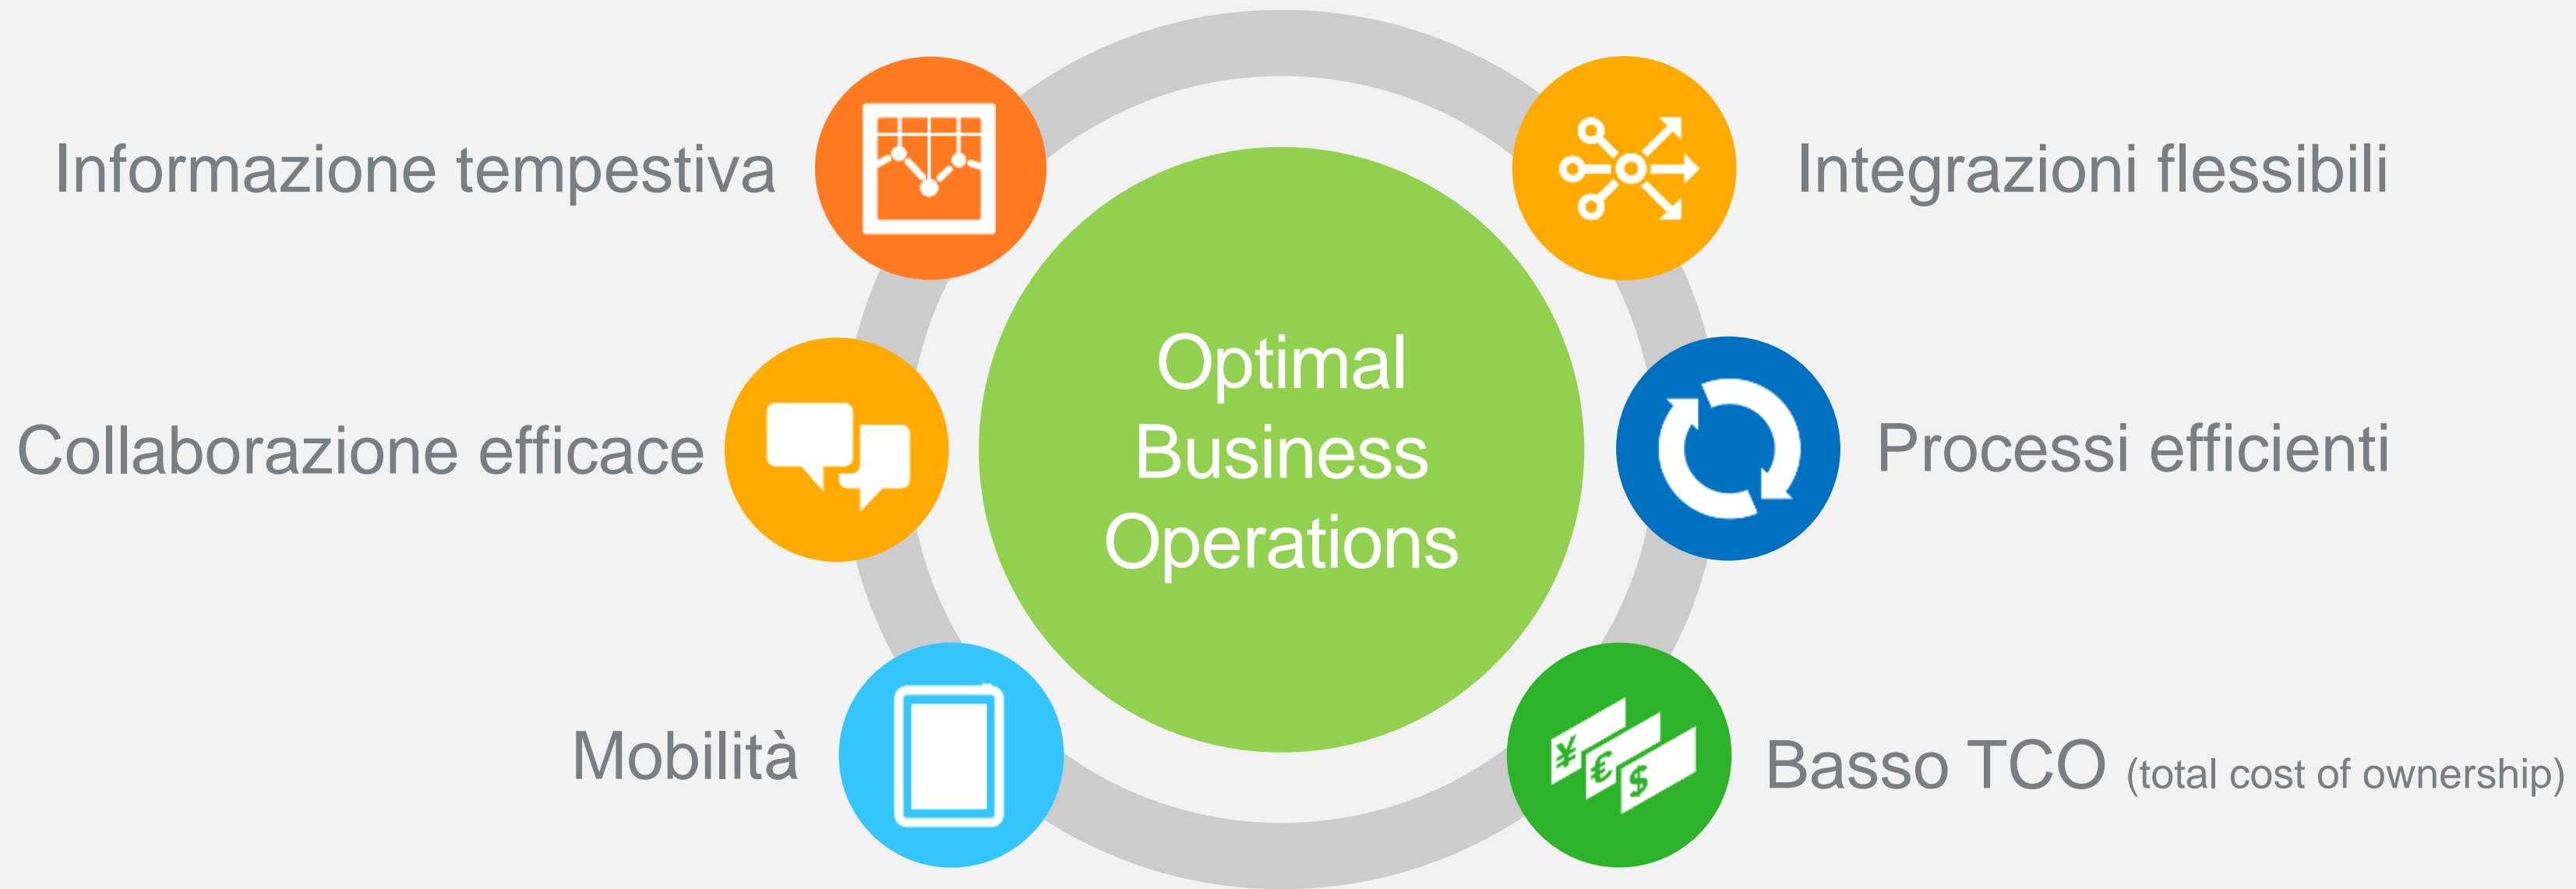 Informazione tempestiva
Integrazioni flessibili
Optimal
Business
Operations
Collaborazione efficace
Processi efficienti
Mobilità
Basso TCO (total cost of ownership)
¥
€
$